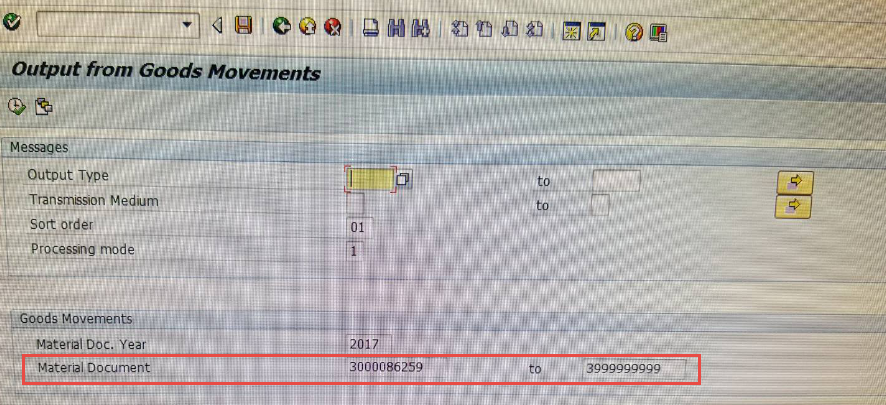 Output from Goods Movements
Messages
Output Type to
Transmission Medium to
Sort order 01
Processing mode 1
Goods Movements
Material Doc. Year 2017
Material Document 3000086259 to 3999999999